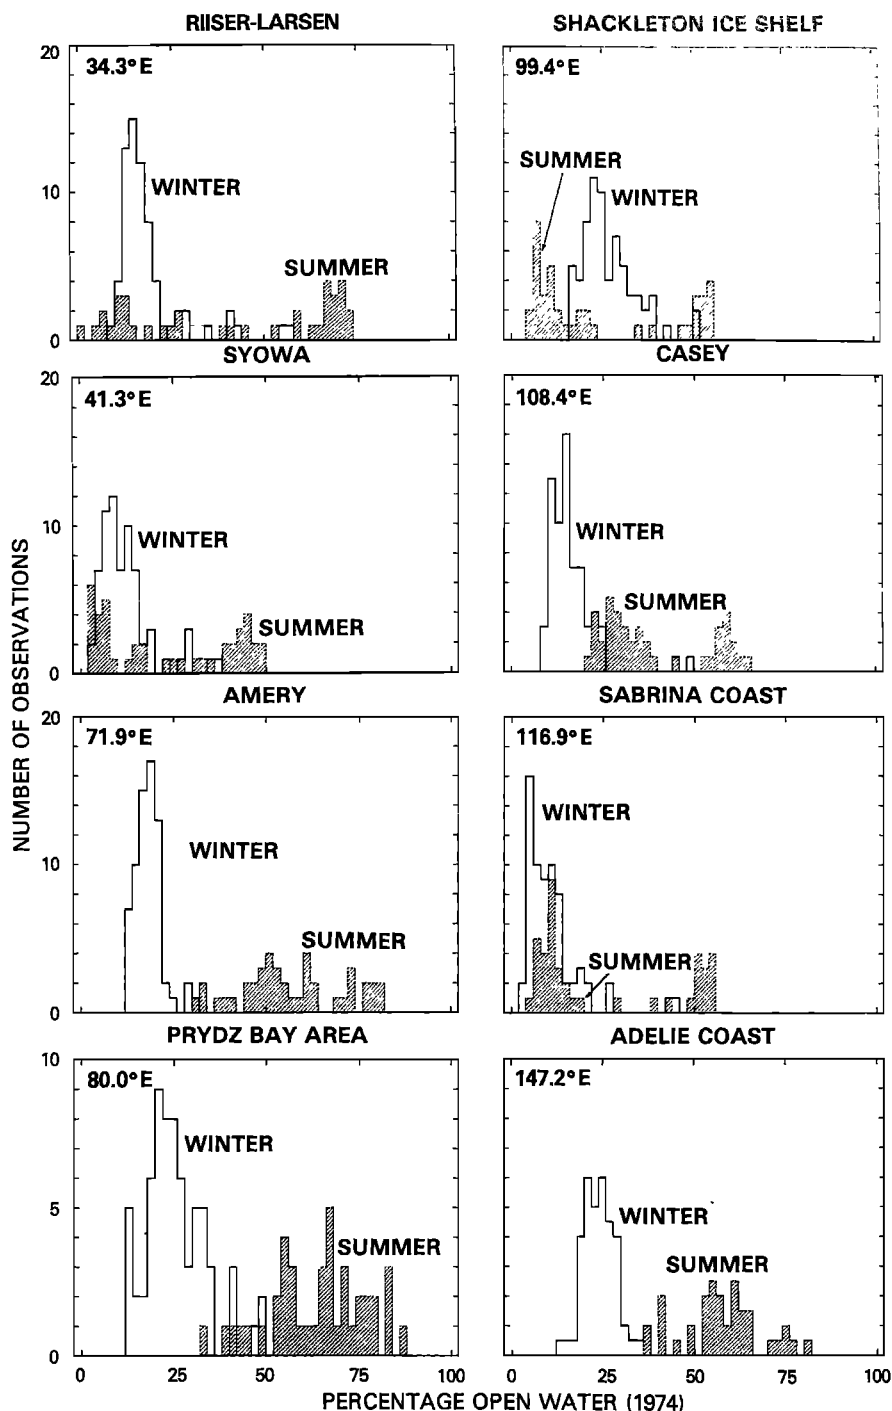 RIISER-LARSEN
SHACKLETON ICE SHELF
20
34.3°E
99.4°E
SUMMER
WINTER
WINTER
10
SUMMER
0
SYOWA
CASEY
20
41.3°E
108.4°E
WINTER
WINTER
10
SUMMER
SUMMER
0
AMERY
SABRINA COAST
20
71.9°E
116.9°E
WINTER
WINTER
10
SUMMER
SUMMER
0
PRYDZ BAY AREA
ADELIE COAST
10
80.0°E
147.2°E
WINTER
WINTER
5
SUMMER
SUMMER
0
0 25 50 75 100
0 25 50 75 100
NUMBER OF OBSERVATIONS
PERCENTAGE OPEN WATER (1974)